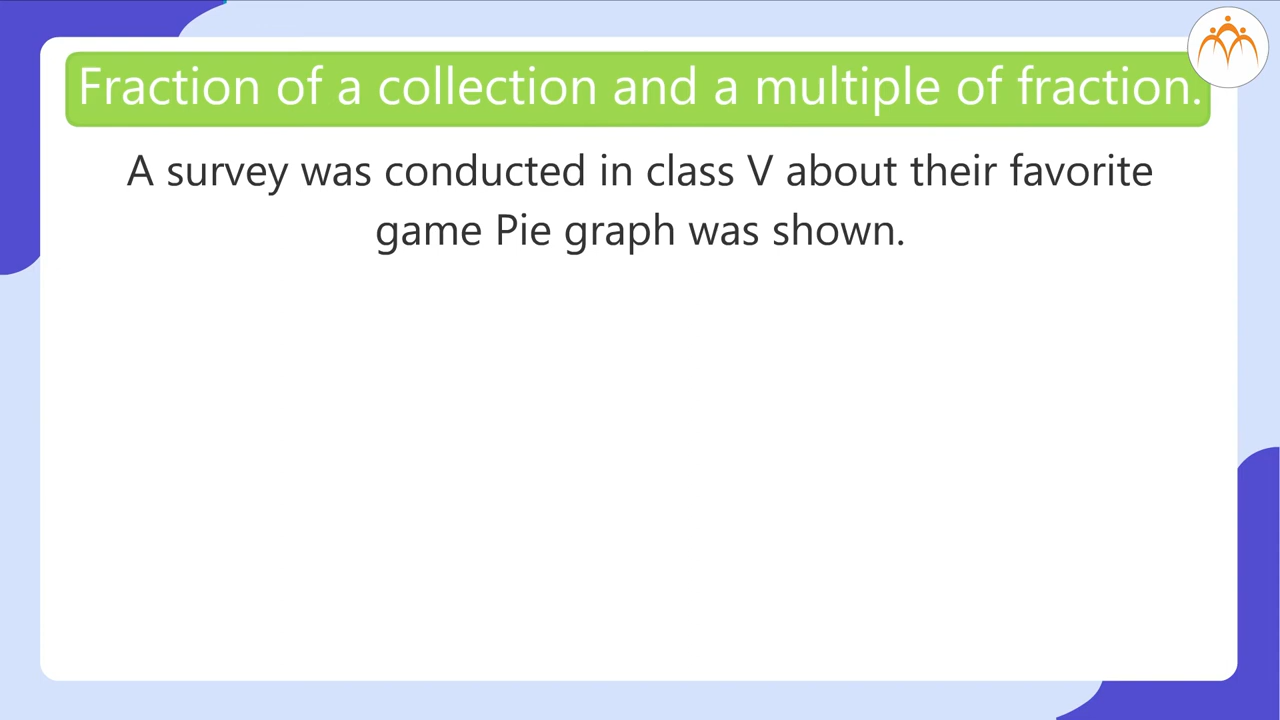 Fraction of a collection and a multiple of fraction.
A survey was conducted in class V about their favorite
game Pie graph was shown.